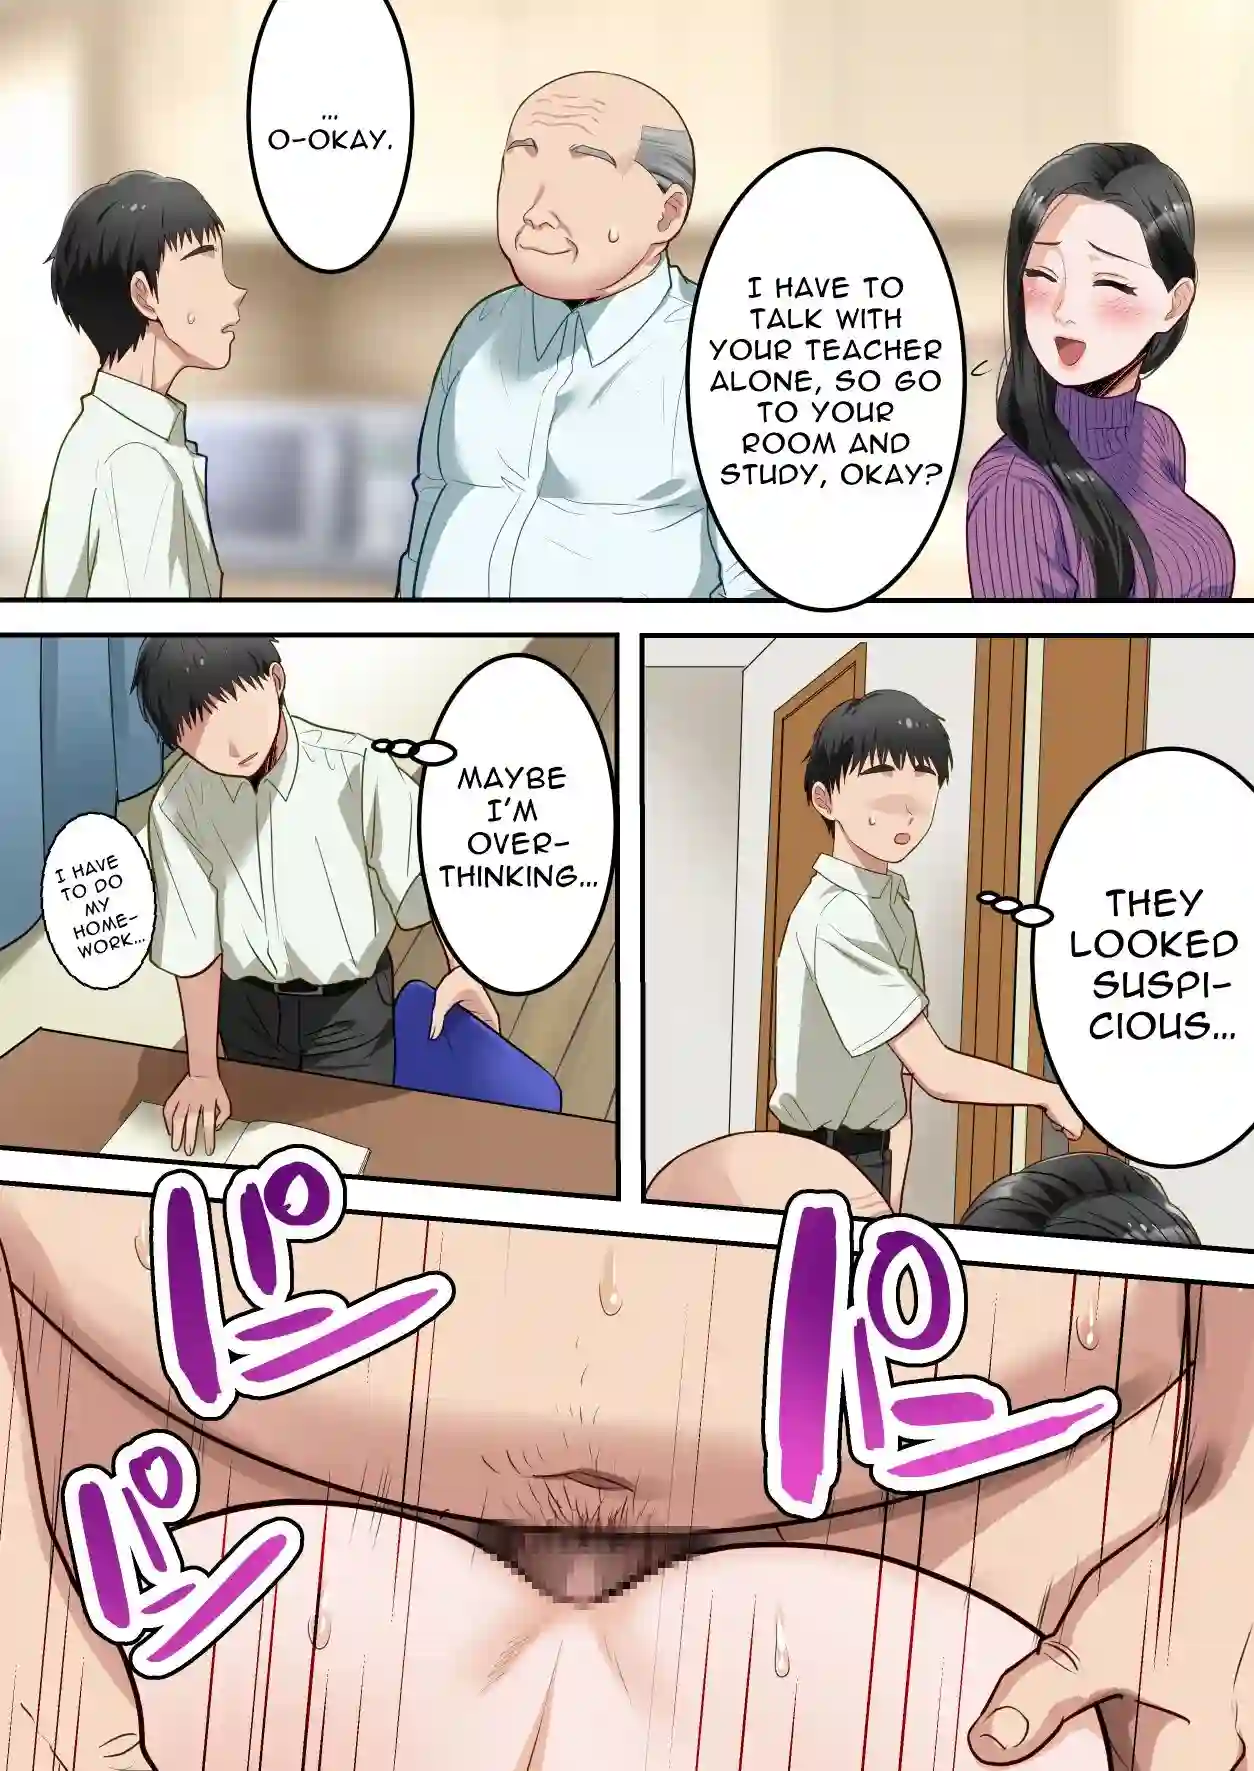 ...
O-OKAY.
I HAVE TO
TALK WITH
YOUR TEACHER
ALONE, SO GO
TO YOUR
ROOM AND
STUDY, OKAY?
THEY
LOOKED
SUSPI-
CIOUS...
MAYBE
I'M
OVER-
THINKING...
I HAVE
TO DO
MY
HOME-
WORK...
パン
パン
パン